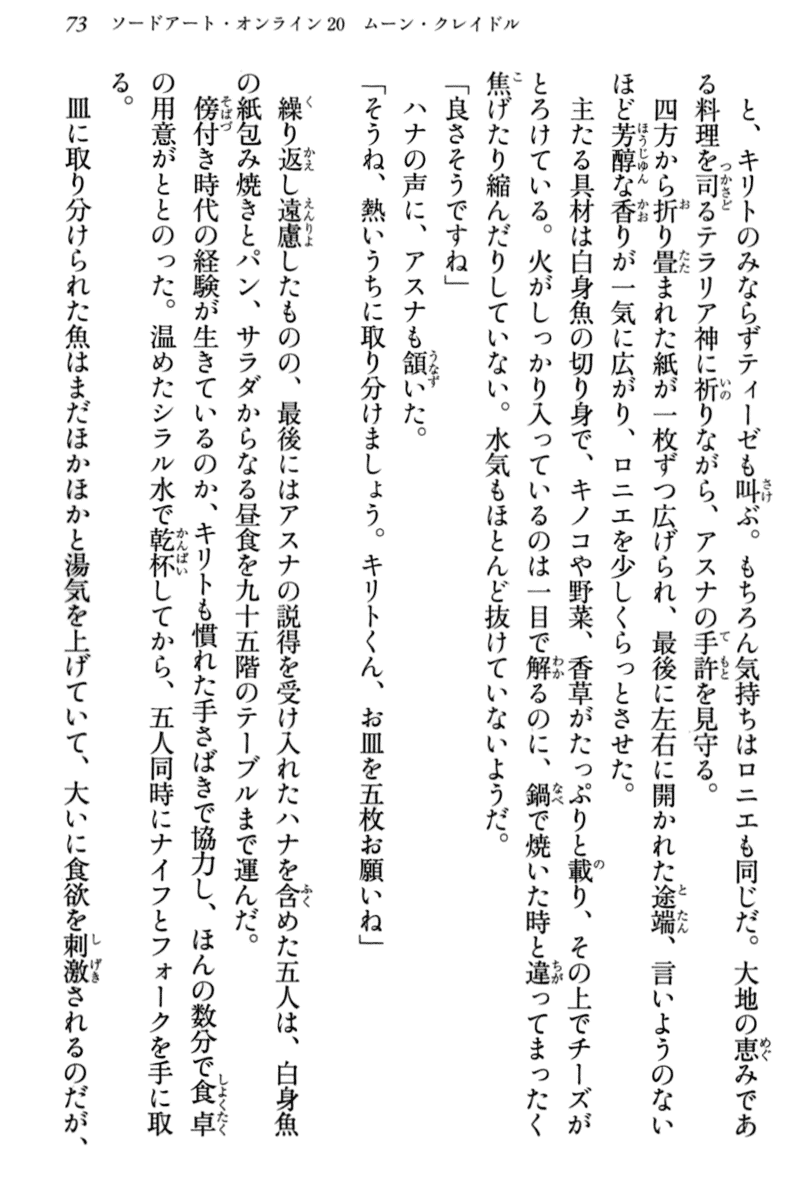 73　ソードアート・オンライン20　ムーン・クレイドル
と、キリトのみならずティーゼも叫ぶ。もちろん気持ちはロニエも同じだ。大地の恵みであ
る料理を司るテラリア神に祈りながら、アスナの手許を見守る。
四方から折り畳まれた紙が一枚ずつ広げられ、最後に左右に開かれた途端、言いようのない
ほど芳醇な香りが一気に広がり、ロニエを少しくらっとさせた。
主たる具材は白身魚の切り身で、キノコや野菜、香草がたっぷりと載り、その上でチーズが
とろけている。火がしっかり入っているのは一目で解るのに、鍋で焼いた時と違ってまったく
焦げたり縮んだりしていない。水気もほとんど抜けていないようだ。
「良さそうですね」
ハナの声に、アスナも頷いた。
「そうね、熱いうちに取り分けましょう。キリトくん、お皿を五枚お願いね」
繰り返し遠慮したものの、最後にはアスナの説得を受け入れたハナを含めた五人は、白身魚
の紙包み焼きとパン、サラダからなる昼食を九十五階のテーブルまで運んだ。
傍付き時代の経験が生きているのか、キリトも慣れた手さばきで協力し、ほんの数分で食卓
の用意がととのった。温めたシラル水で乾杯してから、五人同時にナイフとフォークを手に取
る。
皿に取り分けられた魚はまだほかほかと湯気を上げていて、大いに食欲を刺激されるのだが、